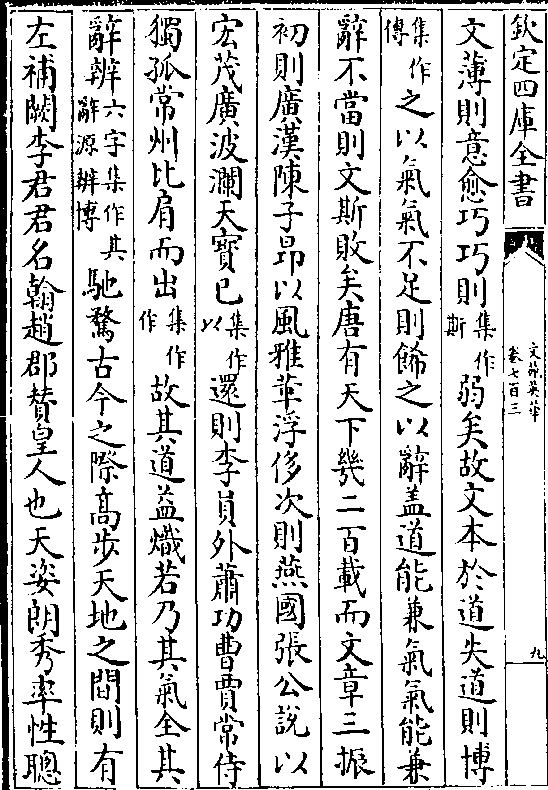 欽定四庫全書
文苑英華
卷七百三
九
文薄則意愈巧巧則集作斯弱矣故文本於道失道則博
集作傅之以氣氣不足則餙之以辭盖道能兼氣氣能兼
辭不當則文斯敗矣唐有天下幾二百載而文章三振
初則廣漢陳子昂以風雅革浮侈次則燕國張公說以
宏茂廣波瀾天寶已集作以還則李員外蕭功曹賈常侍
獨孤常州比肩而出集作作故其道益熾若乃其氣全其
辭辨六字集作其辭源辨博馳騖古今之際高步天地之間則有
左補闕李君君名翰趙郡賛皇人也天姿朗秀率性聰